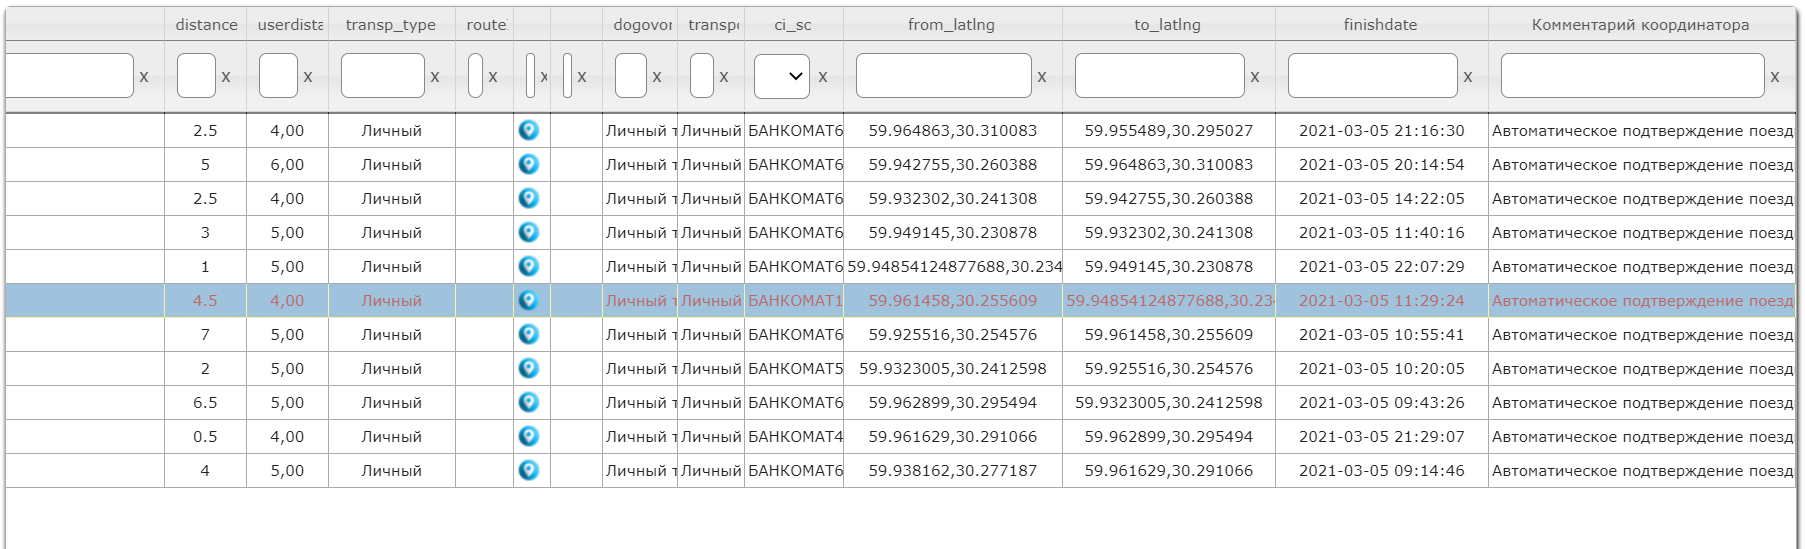 distance userdista transp_type route dogovor transpo ci_sc from_latlng to_latlng finishdate Комментарий координатора
x x x x x x x x x x x x x
2.5 4,00 Личный Личный т Личный БАНКОМАТ6 59.964863,30.310083 59.955489,30.295027 2021-03-05 21:16:30 Автоматическое подтверждение поезд
5 6,00 Личный Личный т Личный БАНКОМАТ6 59.942755,30.260388 59.964863,30.310083 2021-03-05 20:14:54 Автоматическое подтверждение поезд
2.5 4,00 Личный Личный т Личный БАНКОМАТ6 59.932302,30.241308 59.942755,30.260388 2021-03-05 14:22:05 Автоматическое подтверждение поезд
3 5,00 Личный Личный т Личный БАНКОМАТ6 59.949145,30.230878 59.932302,30.241308 2021-03-05 11:40:16 Автоматическое подтверждение поезд
1 5,00 Личный Личный т Личный БАНКОМАТ6 59.94854124877688,30.234 59.949145,30.230878 2021-03-05 22:07:29 Автоматическое подтверждение поезд
4.5 4,00 Личный Личный т Личный БАНКОМАТ1 59.961458,30.255609 59.94854124877688,30.234 2021-03-05 11:29:24 Автоматическое подтверждение поезд
7 5,00 Личный Личный т Личный БАНКОМАТ6 59.925516,30.254576 59.961458,30.255609 2021-03-05 10:55:41 Автоматическое подтверждение поезд
2 5,00 Личный Личный т Личный БАНКОМАТ5 59.9323005,30.2412598 59.925516,30.254576 2021-03-05 10:20:05 Автоматическое подтверждение поезд
6.5 5,00 Личный Личный т Личный БАНКОМАТ6 59.962899,30.295494 59.9323005,30.2412598 2021-03-05 09:43:26 Автоматическое подтверждение поезд
0.5 4,00 Личный Личный т Личный БАНКОМАТ4 59.961629,30.291066 59.962899,30.295494 2021-03-05 21:29:07 Автоматическое подтверждение поезд
4 5,00 Личный Личный т Личный БАНКОМАТ6 59.938162,30.277187 59.961629,30.291066 2021-03-05 09:14:46 Автоматическое подтверждение поезд